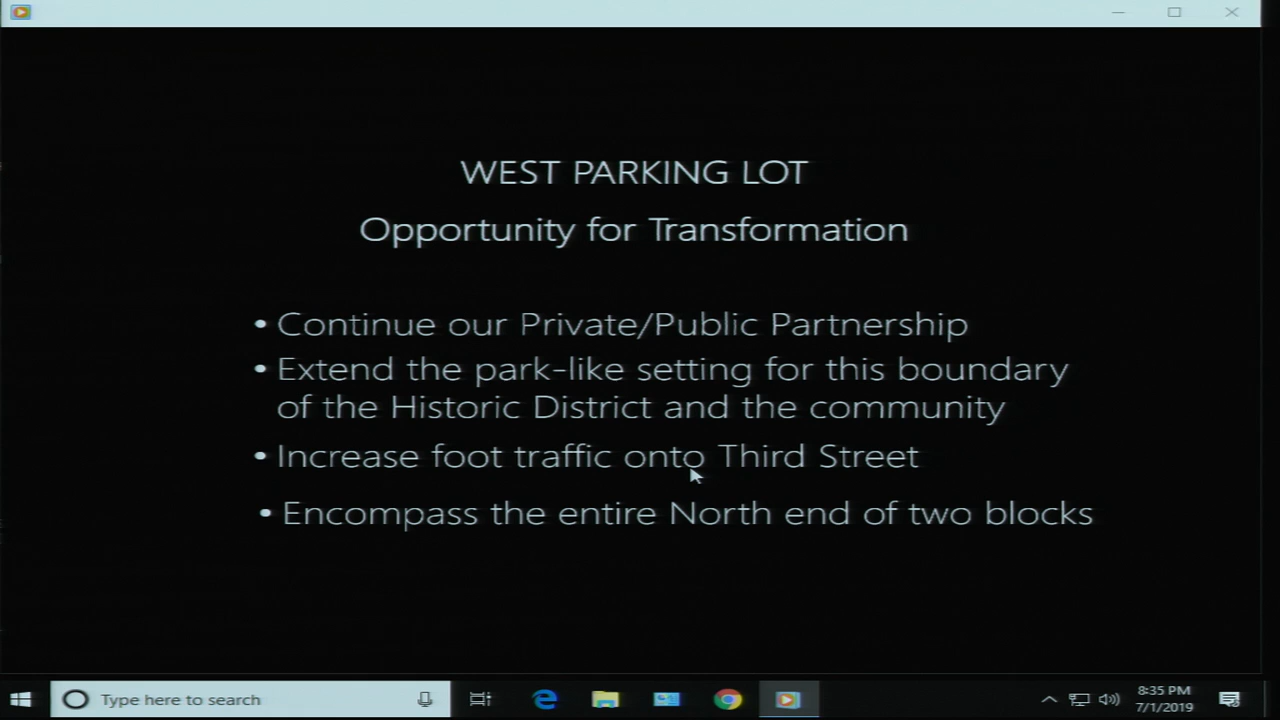 WEST PARKING LOT
Opportunity for Transformation
• Continue our Private/Public Partnership
• Extend the park-like setting for this boundary
of the Historic District and the community
• Increase foot traffic onto Third Street
• Encompass the entire North end of two blocks
Type here to search
8:35 PM
7/1/2019